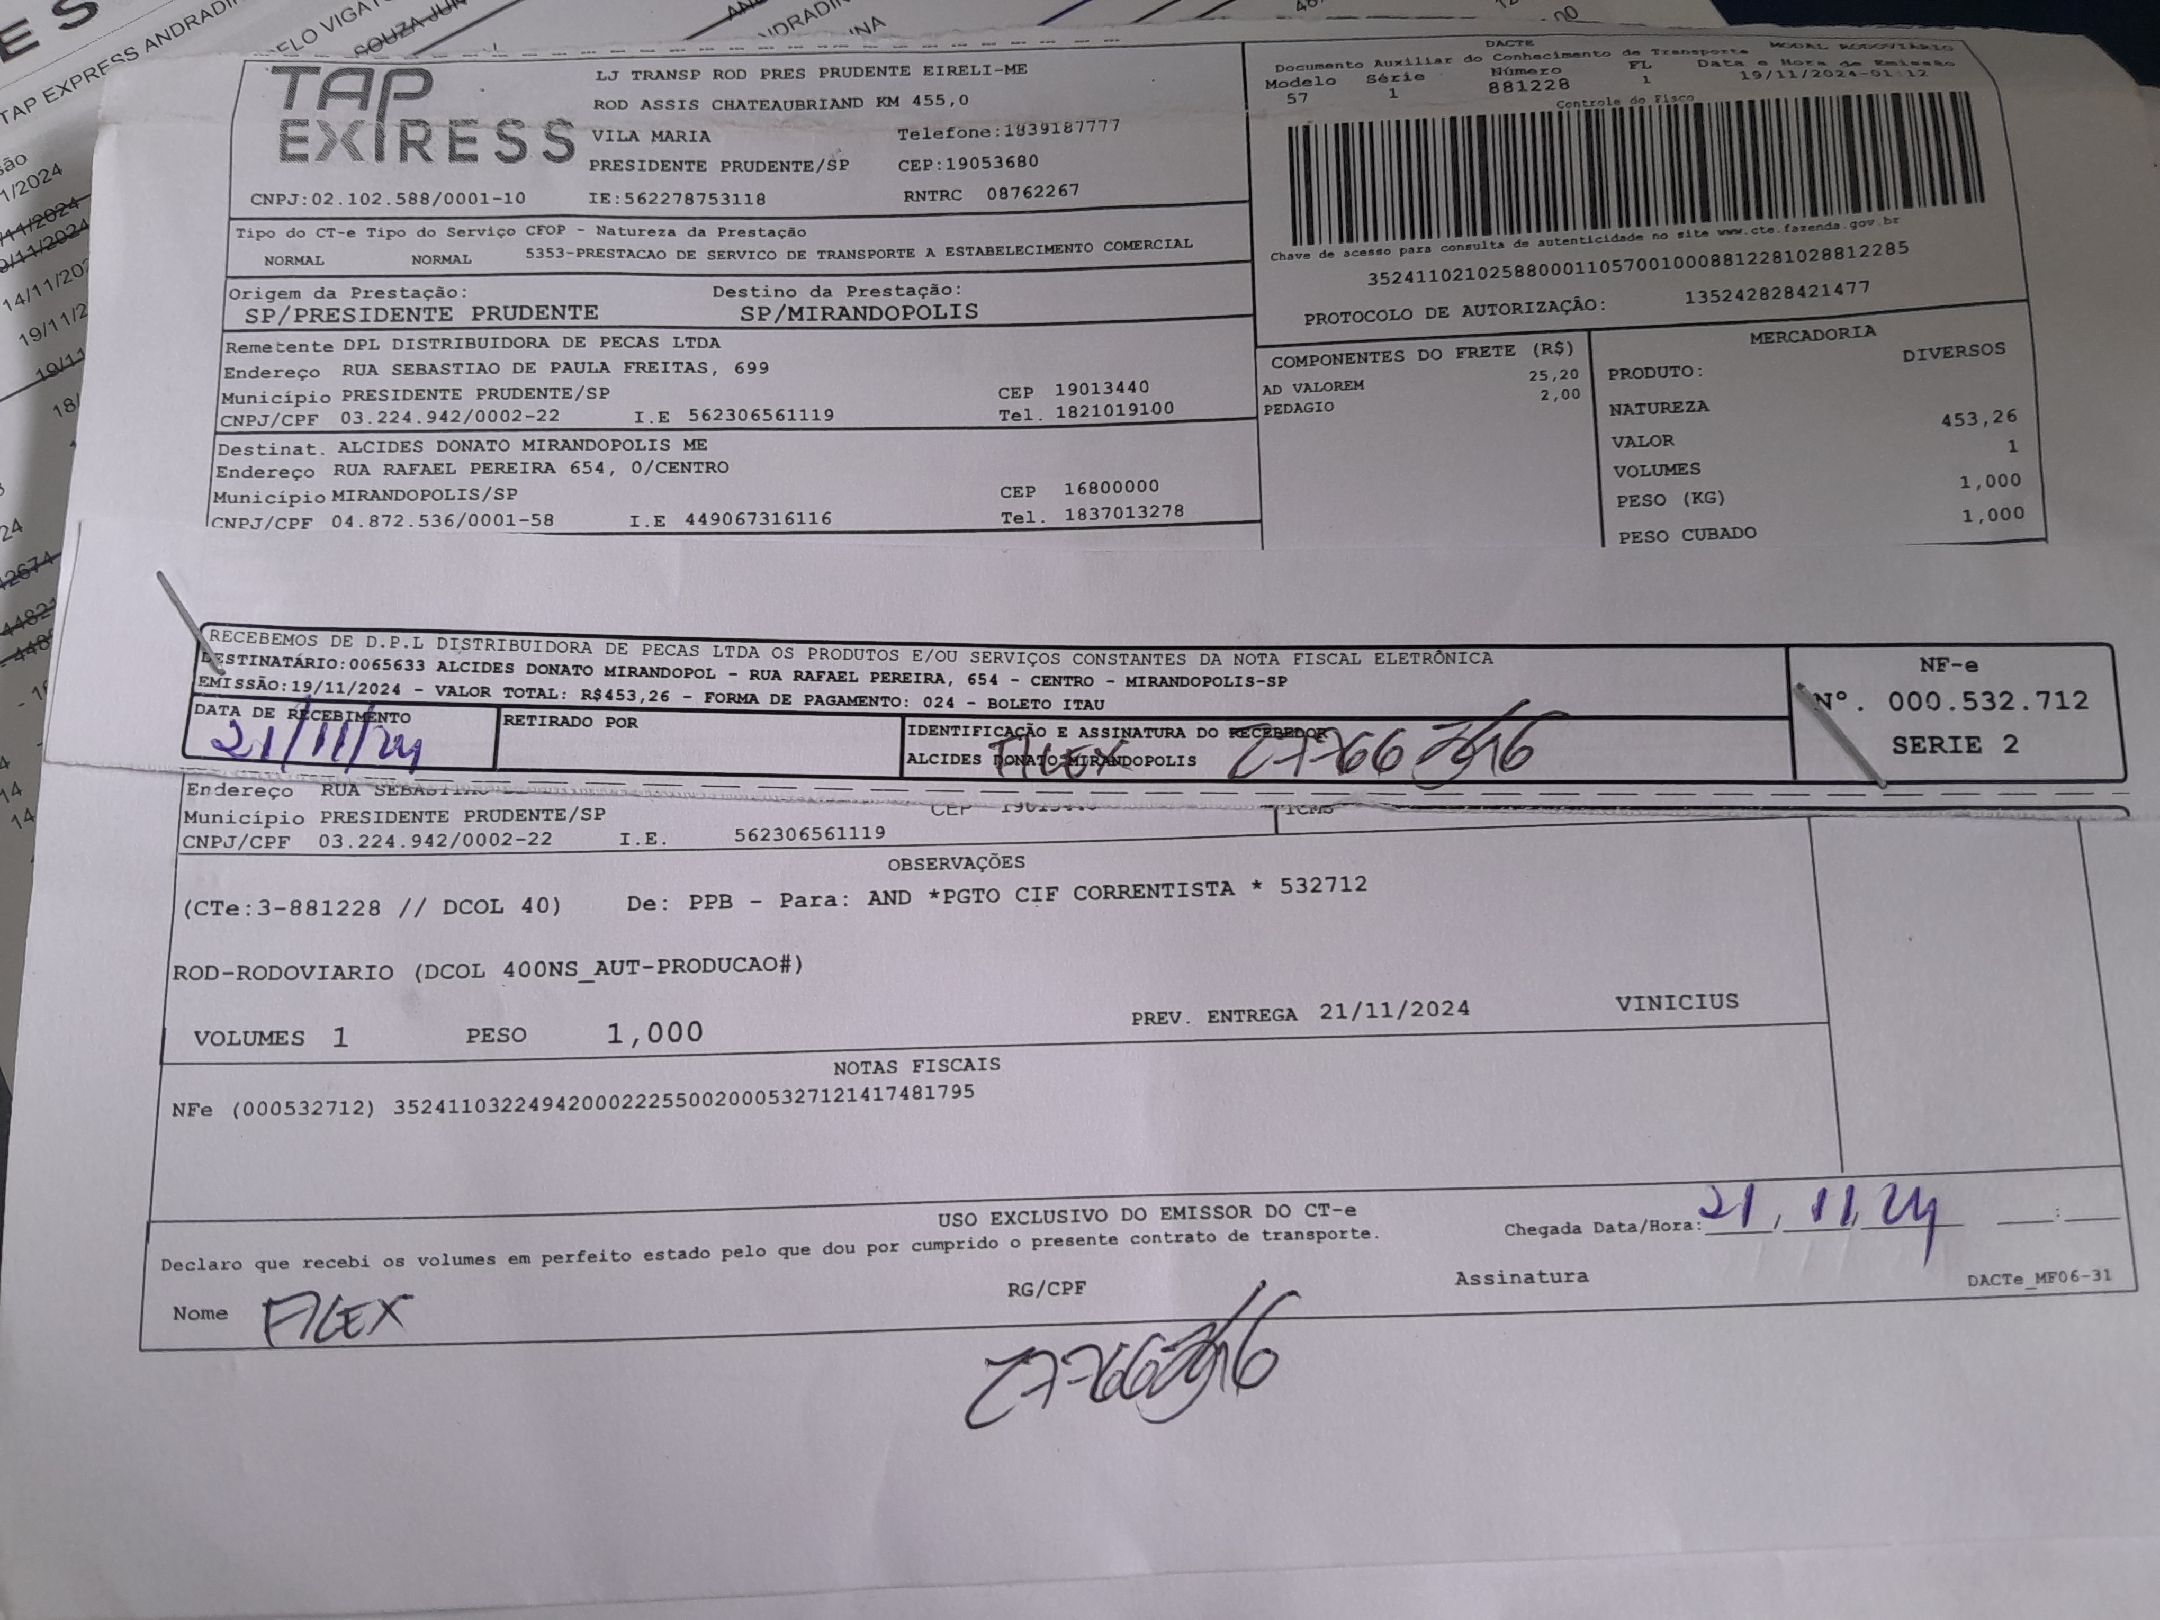 TAP EXPRESS ANDRADI
ELO VIGAT
SOUZA JUN
TAP
EXIRESS
LJ TRANSP ROD PRES PRUDENTE EIRELI-ME
ROD ASSIS CHATEAUBRIAND KM 455,0
VILA MARIA Telefone:1839187777
PRESIDENTE PRUDENTE/SP CEP:19053680
CNPJ:02.102.588/0001-10 IE:562278753118 RNTRC 08762267
DACTE MODAL RODOVIÁRIO
Documento Auxiliar do Conhecimento de Transporte
Modelo Série Número FL Data e Hora de Emissão
57 1 881228 1 19/11/2024-01:12
Controle do Fisco
Chave de acesso para consulta de autenticidade no site www.cte.fazenda.gov.br
35241102102588000110570010008812281028812285
PROTOCOLO DE AUTORIZAÇÃO: 135242828421477
Tipo do CT-e Tipo do Serviço CFOP - Natureza da Prestação
NORMAL NORMAL 5353-PRESTACAO DE SERVICO DE TRANSPORTE A ESTABELECIMENTO COMERCIAL
Origem da Prestação: Destino da Prestação:
SP/PRESIDENTE PRUDENTE SP/MIRANDOPOLIS
Remetente DPL DISTRIBUIDORA DE PECAS LTDA
Endereço RUA SEBASTIAO DE PAULA FREITAS, 699
Município PRESIDENTE PRUDENTE/SP CEP 19013440
CNPJ/CPF 03.224.942/0002-22 I.E 562306561119 Tel. 1821019100
Destinat. ALCIDES DONATO MIRANDOPOLIS ME
Endereço RUA RAFAEL PEREIRA 654, 0/CENTRO
Município MIRANDOPOLIS/SP CEP 16800000
CNPJ/CPF 04.872.536/0001-58 I.E 449067316116 Tel. 1837013278
COMPONENTES DO FRETE (R$)
AD VALOREM 25,20
PEDAGIO 2,00
MERCADORIA
PRODUTO: DIVERSOS
NATUREZA
VALOR 453,26
VOLUMES 1
PESO (KG) 1,000
PESO CUBADO 1,000
RECEBEMOS DE D.P.L DISTRIBUIDORA DE PECAS LTDA OS PRODUTOS E/OU SERVIÇOS CONSTANTES DA NOTA FISCAL ELETRÔNICA
DESTINATÁRIO:0065633 ALCIDES DONATO MIRANDOPOL - RUA RAFAEL PEREIRA, 654 - CENTRO - MIRANDOPOLIS-SP
EMISSÃO:19/11/2024 - VALOR TOTAL: R$453,26 - FORMA DE PAGAMENTO: 024 - BOLETO ITAU
DATA DE RECEBIMENTO RETIRADO POR IDENTIFICAÇÃO E ASSINATURA DO RECEBEDOR
21/11/24 ALCIDES DONATO MIRANDOPOLIS
NF-e
Nº. 000.532.712
SERIE 2
Endereço RUA SEBASTIAO
Município PRESIDENTE PRUDENTE/SP CEP ICMS
CNPJ/CPF 03.224.942/0002-22 I.E. 562306561119
OBSERVAÇÕES
(CTe:3-881228 // DCOL 40) De: PPB - Para: AND *PGTO CIF CORRENTISTA * 532712
ROD-RODOVIARIO (DCOL 400NS_AUT-PRODUCAO#)
VOLUMES 1 PESO 1,000 PREV. ENTREGA 21/11/2024 VINICIUS
NOTAS FISCAIS
NFe (000532712) 35241103224942000222550020005327121417481795
USO EXCLUSIVO DO EMISSOR DO CT-e
Declaro que recebi os volumes em perfeito estado pelo que dou por cumprido o presente contrato de transporte.
Chegada Data/Hora: 21/11/24 :
Nome RG/CPF Assinatura DACTe_MF06-31